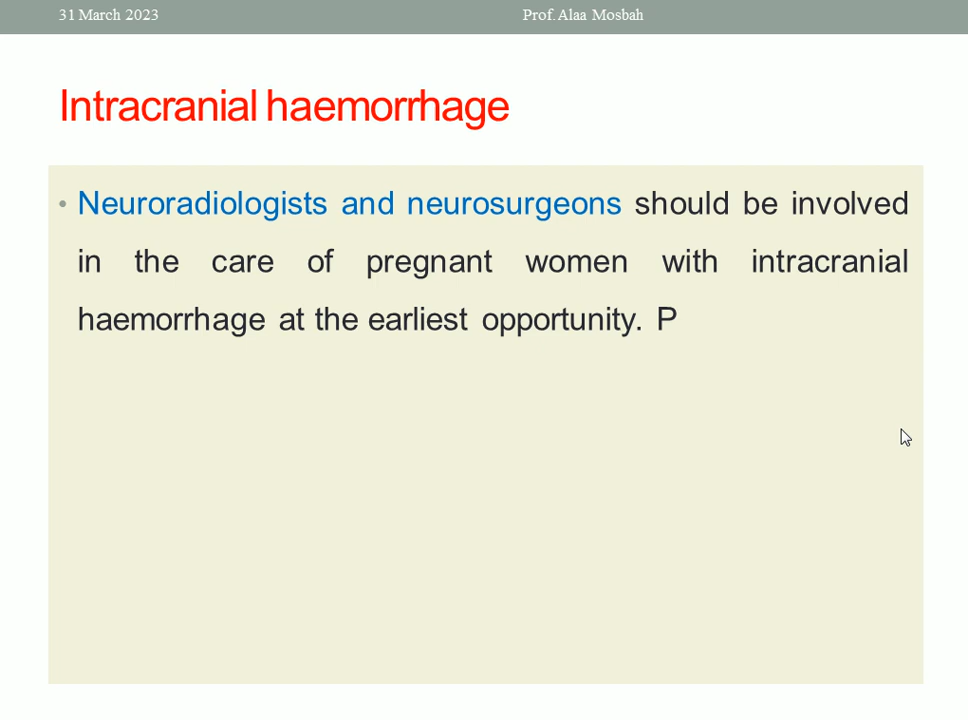 31 March 2023 Prof. Alaa Mosbah
Intracranial haemorrhage
• Neuroradiologists and neurosurgeons should be involved
in the care of pregnant women with intracranial
haemorrhage at the earliest opportunity. P